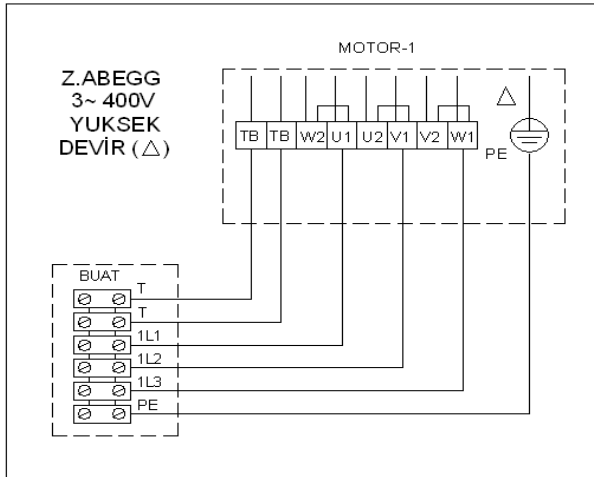 MOTOR-1
Z.ABEGG
3~ 400V
YUKSEK
DEVİR (△)
△
TB TB W2 U1 U2 V1 V2 W1
PE
BUAT
T
T
1L1
1L2
1L3
PE